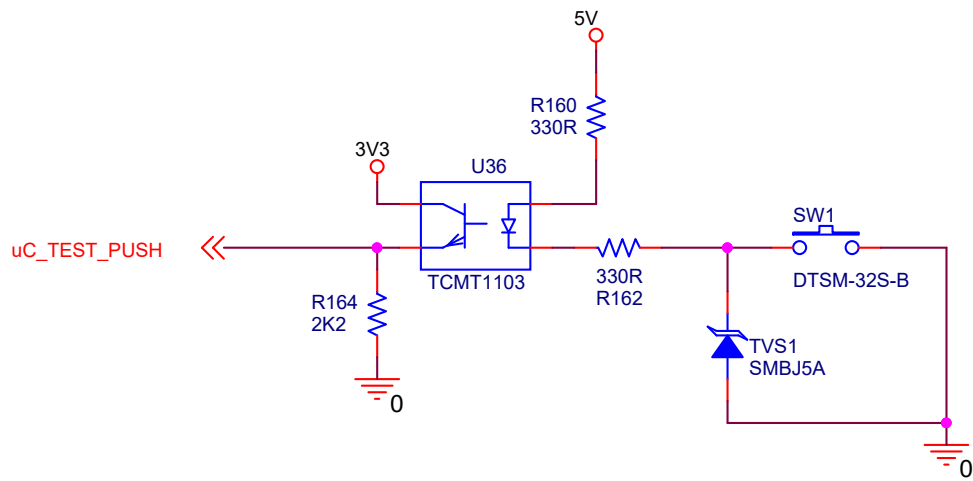 5V
R160
330R
3V3
U36
SW1
uC_TEST_PUSH
TCMT1103
330R
R162
DTSM-32S-B
R164
2K2
TVS1
SMBJ5A
0
0